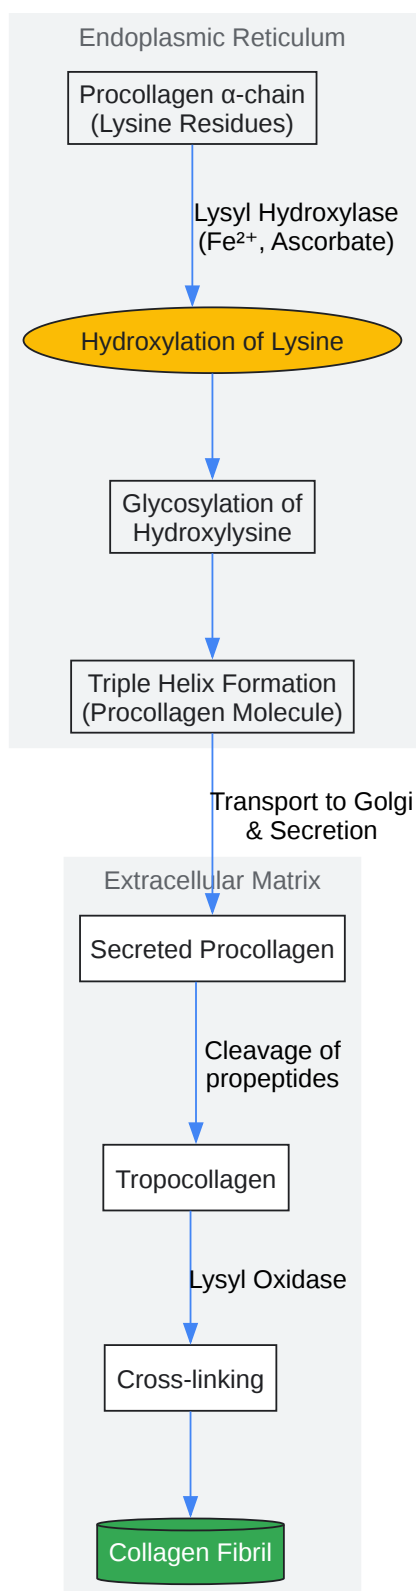 Endoplasmic Reticulum
Procollagen α-chain
(Lysine Residues)
Lysyl Hydroxylase
(Fe²⁺, Ascorbate)
Hydroxylation of Lysine
Glycosylation of
Hydroxylysine
Triple Helix Formation
(Procollagen Molecule)
Transport to Golgi
& Secretion
Extracellular Matrix
Secreted Procollagen
Cleavage of
propeptides
Tropocollagen
Lysyl Oxidase
Cross-linking
Collagen Fibril